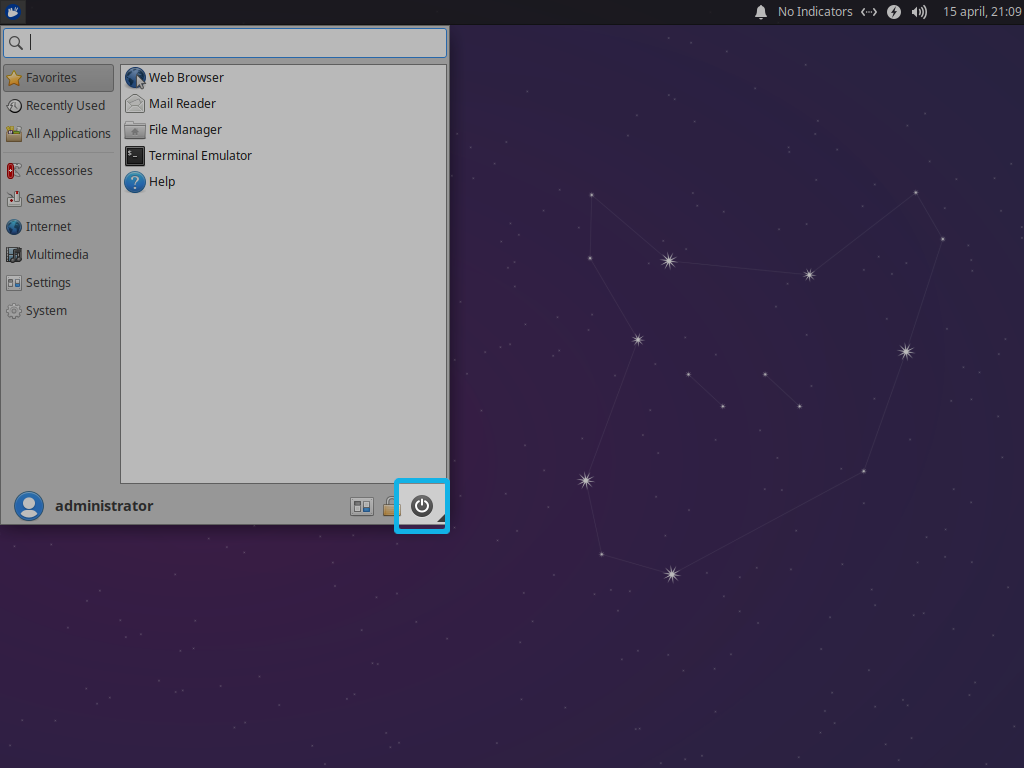 No Indicators
15 april, 21:09
Favorites
Recently Used
All Applications
Accessories
Games
Internet
Multimedia
Settings
System
Web Browser
Mail Reader
File Manager
Terminal Emulator
Help
administrator